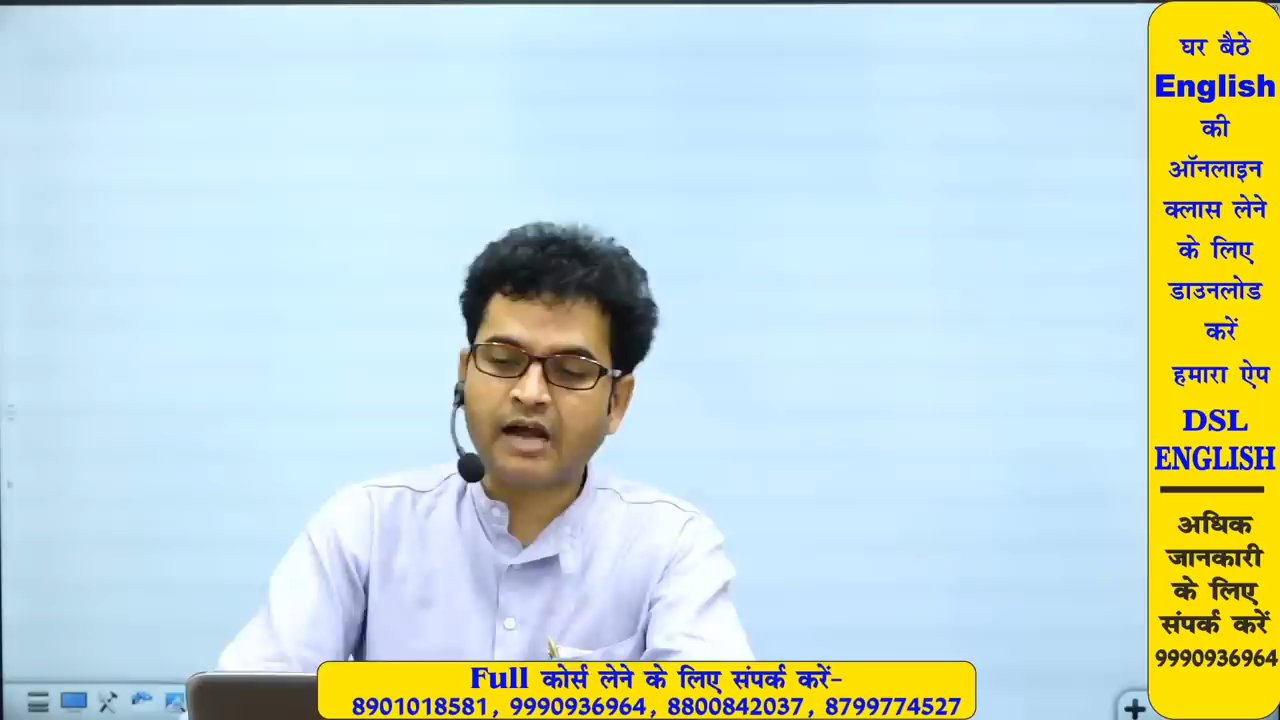 घर बैठे
English
की
ऑनलाइन
क्लास लेने
के लिए
डाउनलोड
करें
हमारा ऐप
DSL
ENGLISH
अधिक
जानकारी
के लिए
संपर्क करें
9990936964
Full कोर्स लेने के लिए संपर्क करें-
8901018581, 9990936964, 8800842037, 8799774527